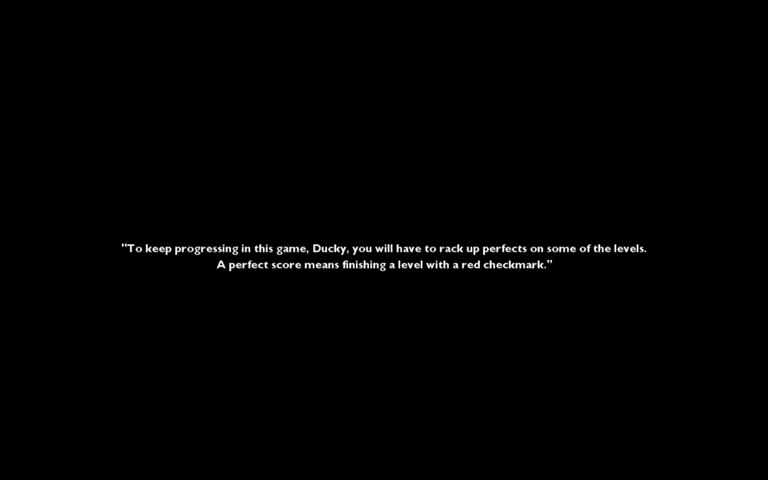 "To keep progressing in this game, Ducky, you will have to rack up perfects on some of the levels.
A perfect score means finishing a level with a red checkmark."